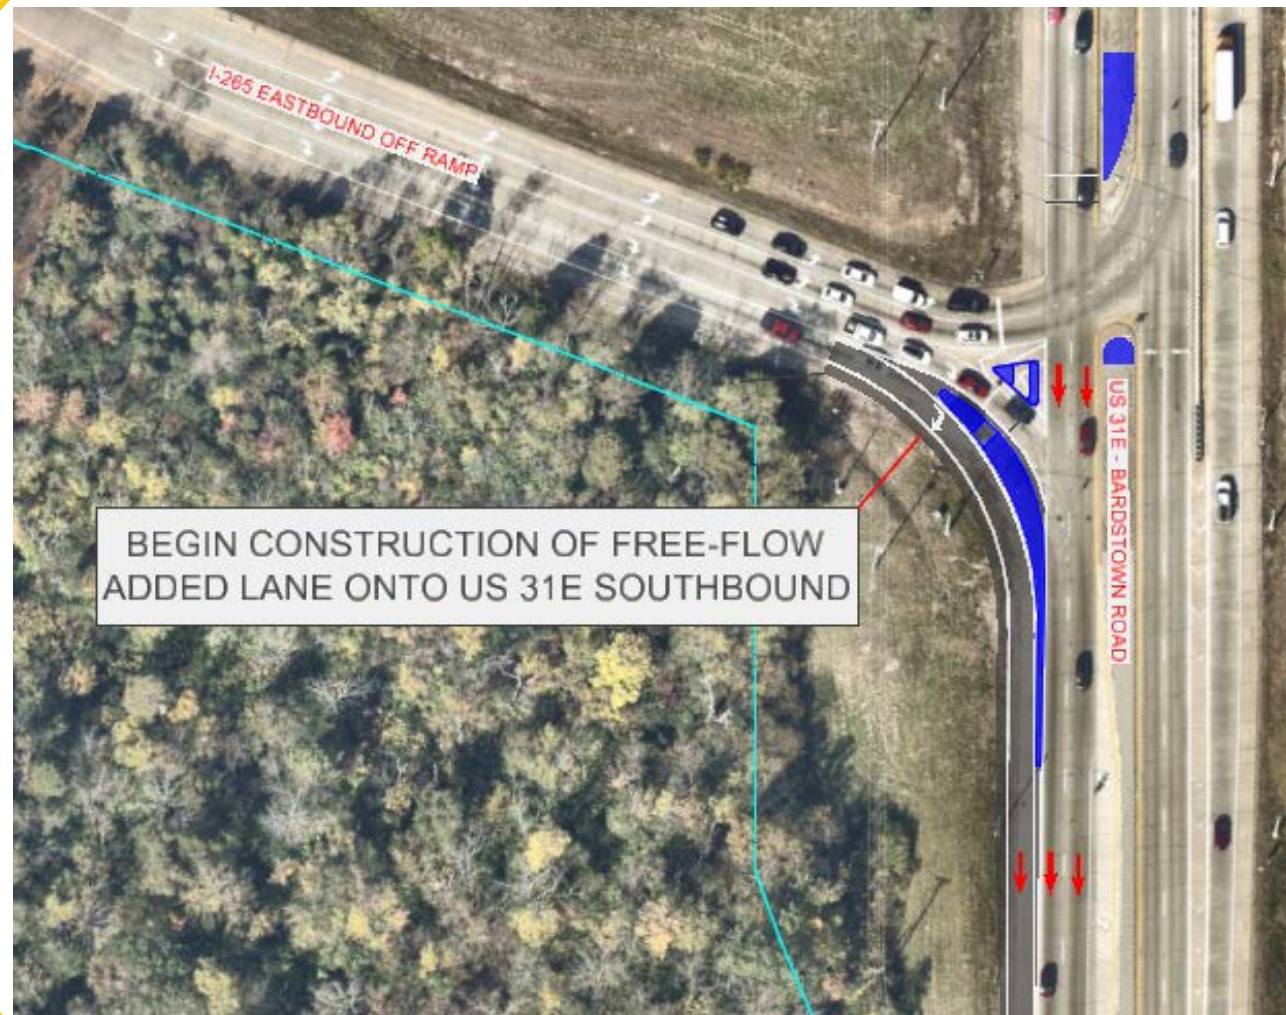 I-265 EASTBOUND OFF RAMP
US 31E - BARDSTOWN ROAD
BEGIN CONSTRUCTION OF FREE-FLOW
ADDED LANE ONTO US 31E SOUTHBOUND